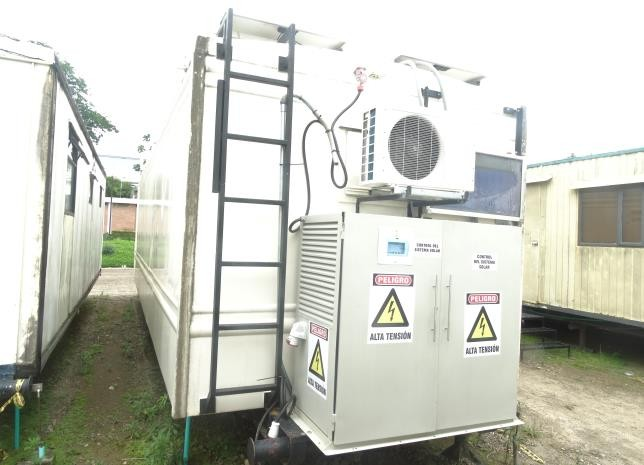 CONTROL DEL
SISTEMA SOLAR
CONTROL
DEL SISTEMA
SOLAR
PELIGRO
ALTA TENSIÓN
PELIGRO
ALTA TENSIÓN
PELIGRO
ALTA TENSIÓN